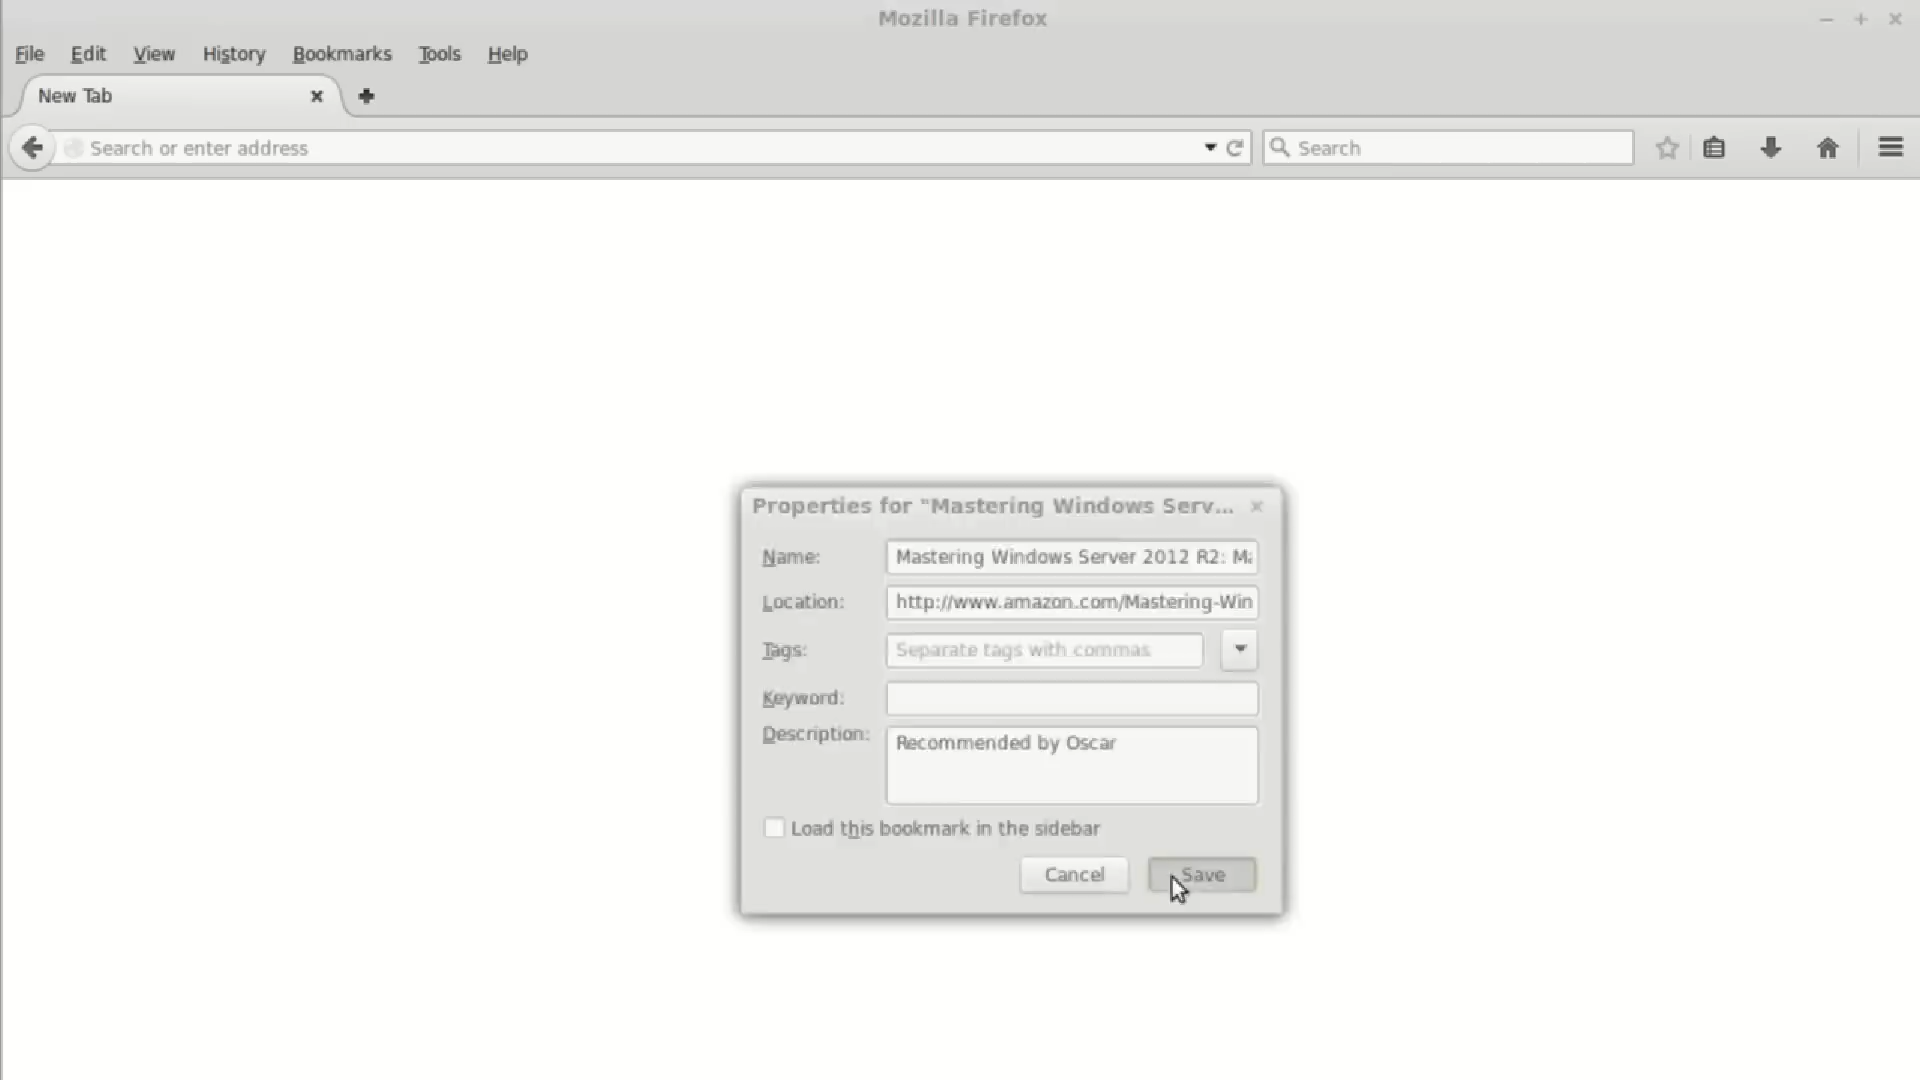 Mozilla Firefox
File Edit View History Bookmarks Tools Help
New Tab
Search or enter address
Search
Properties for "Mastering Windows Serv...
Name: Mastering Windows Server 2012 R2: Ma
Location: http://www.amazon.com/Mastering-Win
Tags: Separate tags with commas
Keyword:
Description: Recommended by Oscar
Load this bookmark in the sidebar
Cancel Save